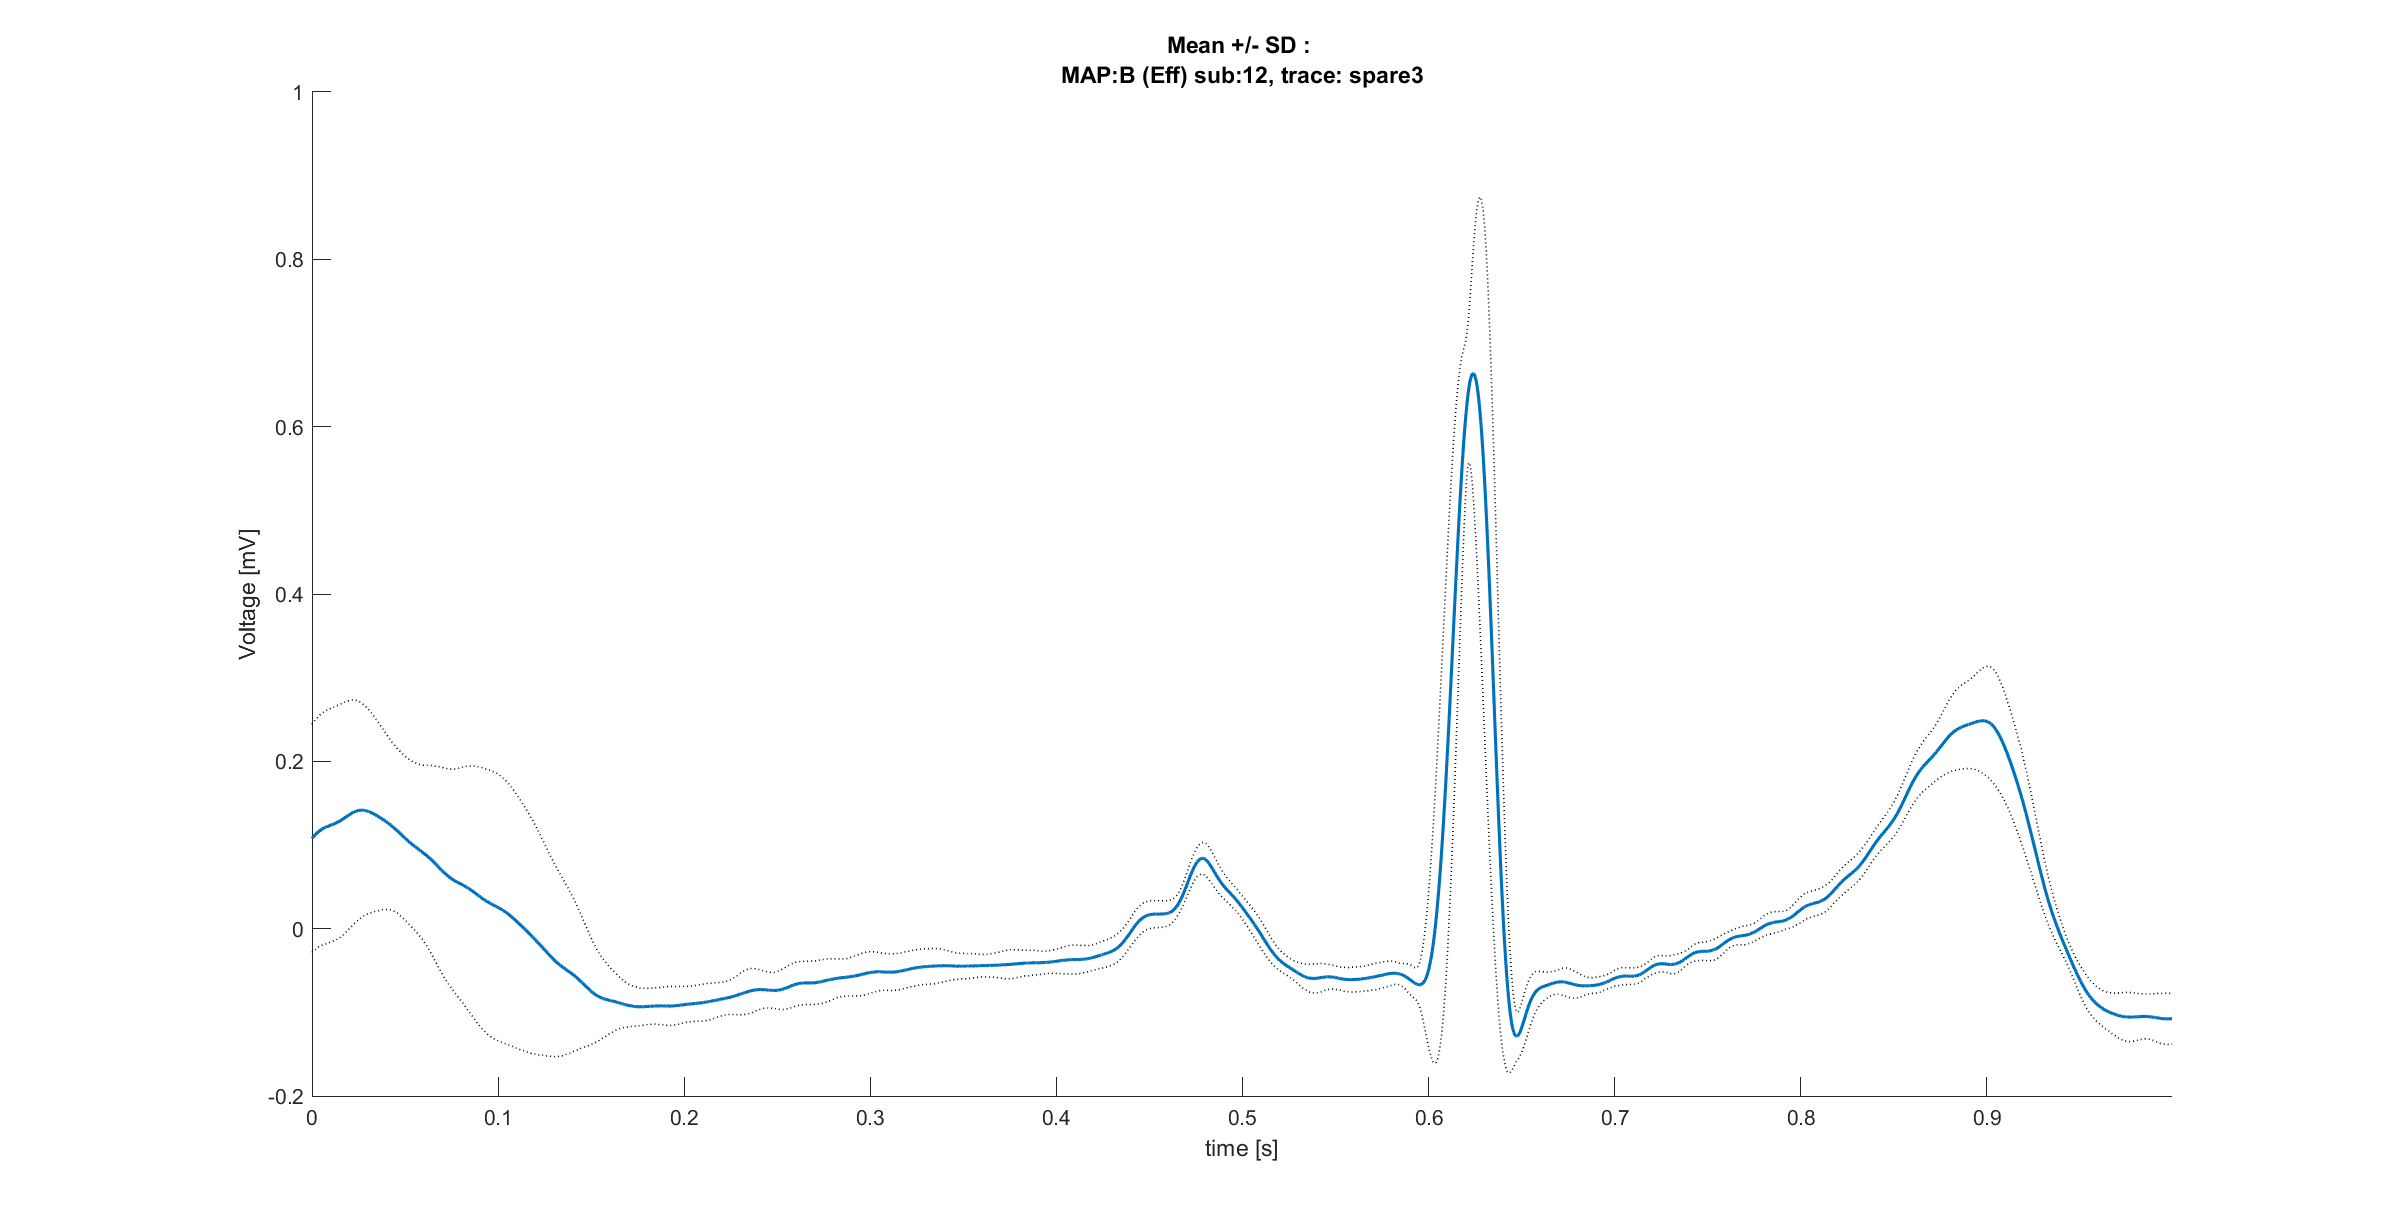 Mean +/- SD :
MAP:B (Eff) sub:12, trace: spare3
1
0.8
0.6
0.4
0.2
0
-0.2
Voltage [mV]
0 0.1 0.2 0.3 0.4 0.5 0.6 0.7 0.8 0.9
time [s]